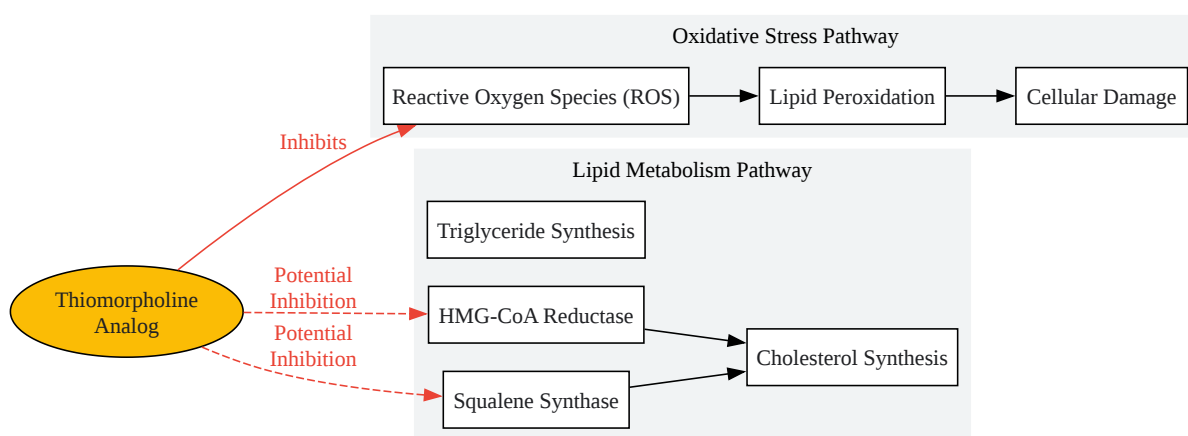 Oxidative Stress Pathway
Reactive Oxygen Species (ROS)
Lipid Peroxidation
Cellular Damage
Inhibits
Lipid Metabolism Pathway
Triglyceride Synthesis
Thiomorpholine
Analog
Potential
Inhibition
HMG-CoA Reductase
Potential
Inhibition
Cholesterol Synthesis
Squalene Synthase